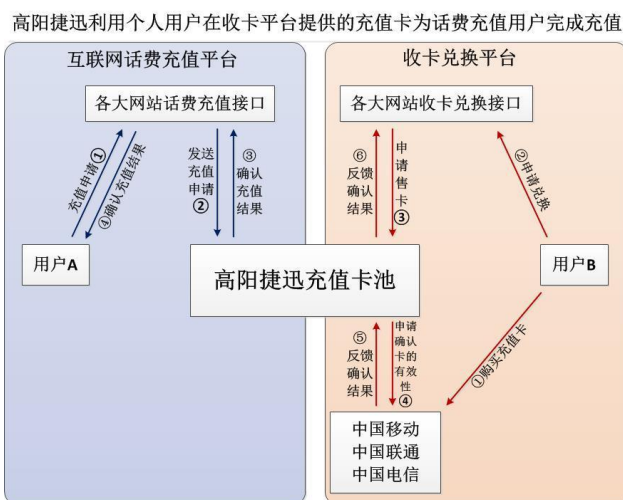 高阳捷迅利用个人用户在收卡平台提供的充值卡为话费充值用户完成充值
互联网话费充值平台
收卡兑换平台
各大网站话费充值接口
各大网站收卡兑换接口
充值申请①
④确认充值结果
发送
充值
申请
②
③
确认
充值
结果
⑥
反馈
确认
结果
申
请
售
卡
③
②申请兑换
用户A
高阳捷迅充值卡池
用户B
⑤
反馈
确认
结果
申请
确认
卡的
有效
性
④
①购买充值卡
中国移动
中国联通
中国电信